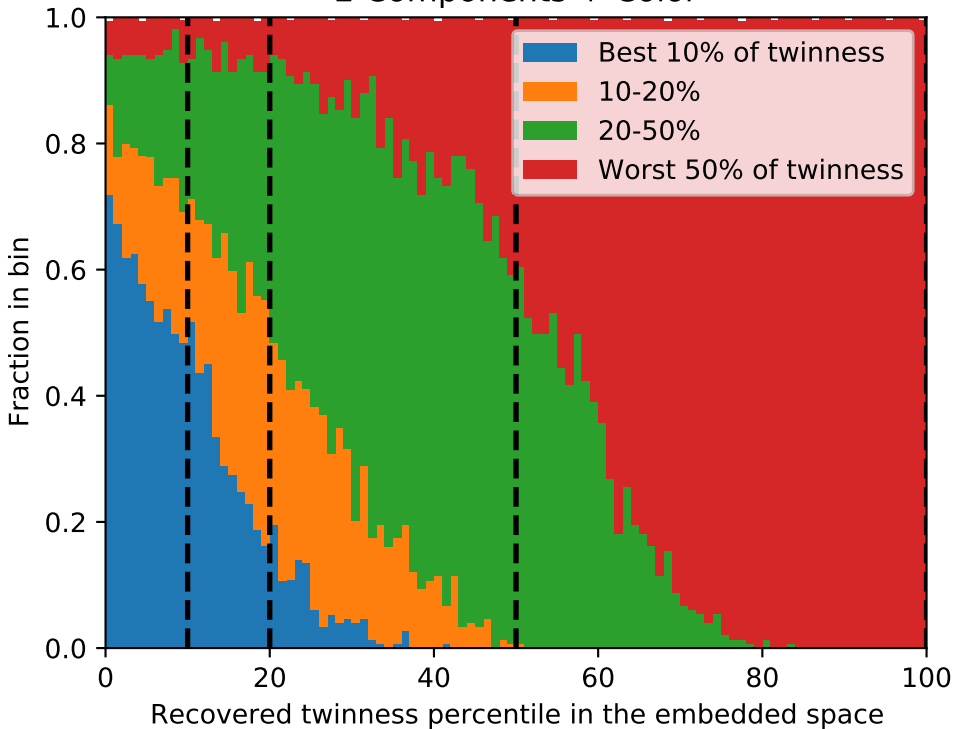 1.0
0.8
0.6
0.4
0.2
0.0
Fraction in bin
Best 10% of twinness
10-20%
20-50%
Worst 50% of twinness
0 20 40 60 80 100
Recovered twinness percentile in the embedded space